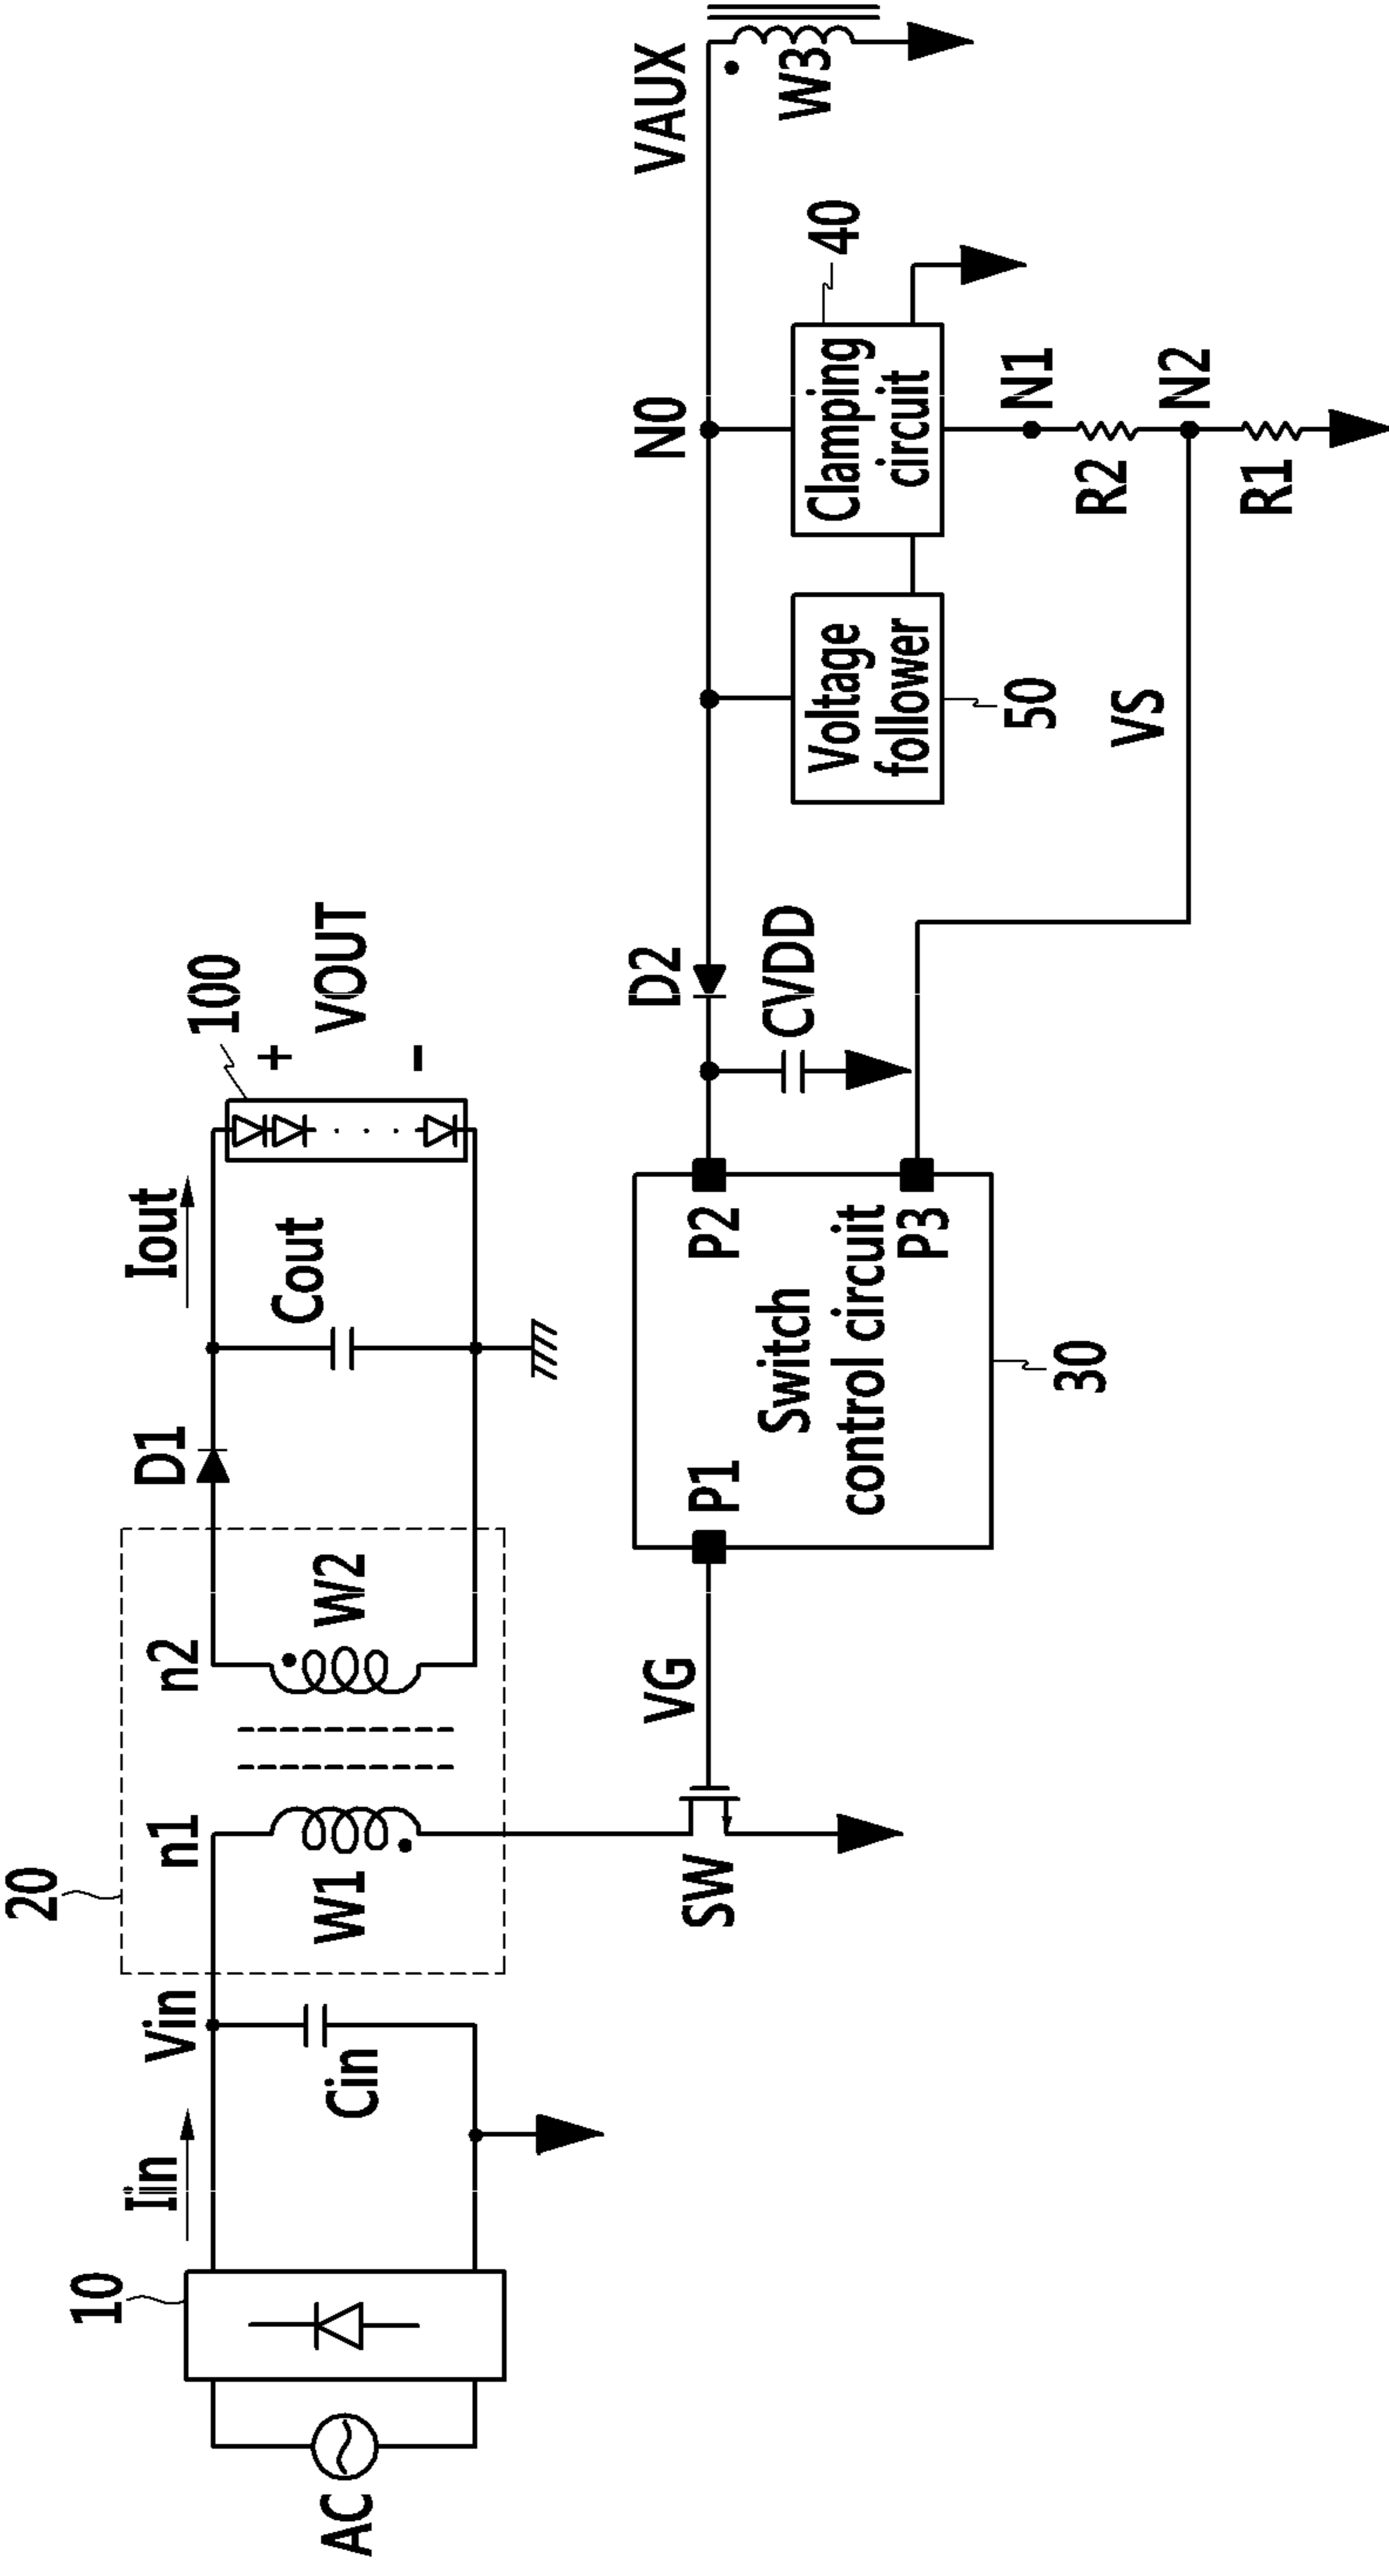 AC
10
Iin
Vin
Cin
20
n1
n2
W1
W2
D1
Iout
Cout
100
+
VOUT
-
SW
VG
P1
P2
P3
Switch
control circuit
30
D2
CVDD
VS
Voltage
follower
50
N0
Clamping
circuit
40
VAUX
W3
N1
R2
N2
R1